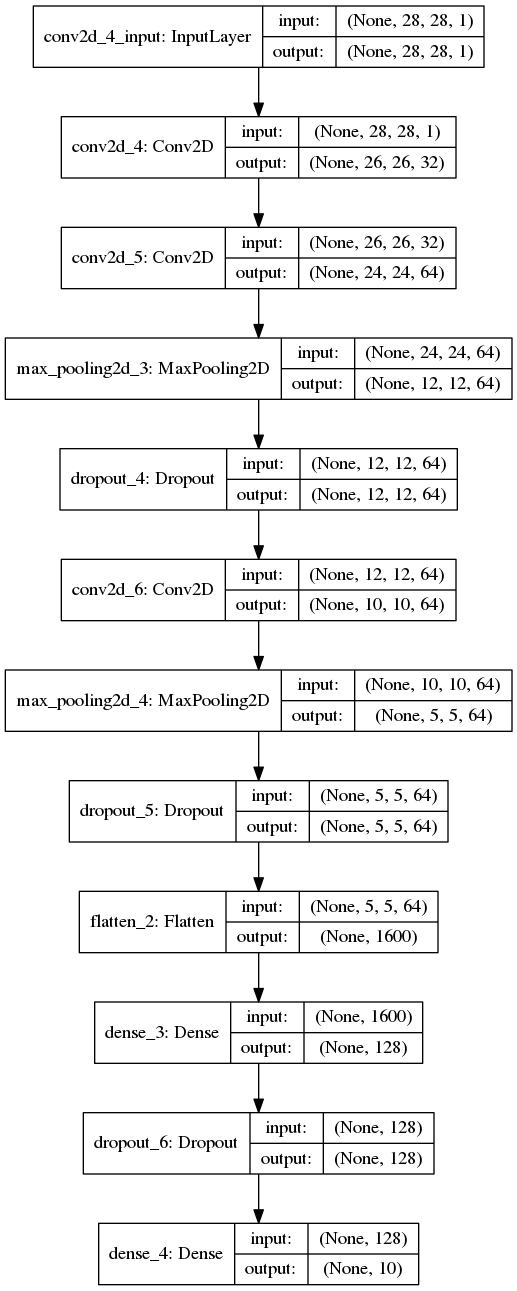 conv2d_4_input: InputLayer input: (None, 28, 28, 1)
output: (None, 28, 28, 1)
conv2d_4: Conv2D input: (None, 28, 28, 1)
output: (None, 26, 26, 32)
conv2d_5: Conv2D input: (None, 26, 26, 32)
output: (None, 24, 24, 64)
max_pooling2d_3: MaxPooling2D input: (None, 24, 24, 64)
output: (None, 12, 12, 64)
dropout_4: Dropout input: (None, 12, 12, 64)
output: (None, 12, 12, 64)
conv2d_6: Conv2D input: (None, 12, 12, 64)
output: (None, 10, 10, 64)
max_pooling2d_4: MaxPooling2D input: (None, 10, 10, 64)
output: (None, 5, 5, 64)
dropout_5: Dropout input: (None, 5, 5, 64)
output: (None, 5, 5, 64)
flatten_2: Flatten input: (None, 5, 5, 64)
output: (None, 1600)
dense_3: Dense input: (None, 1600)
output: (None, 128)
dropout_6: Dropout input: (None, 128)
output: (None, 128)
dense_4: Dense input: (None, 128)
output: (None, 10)